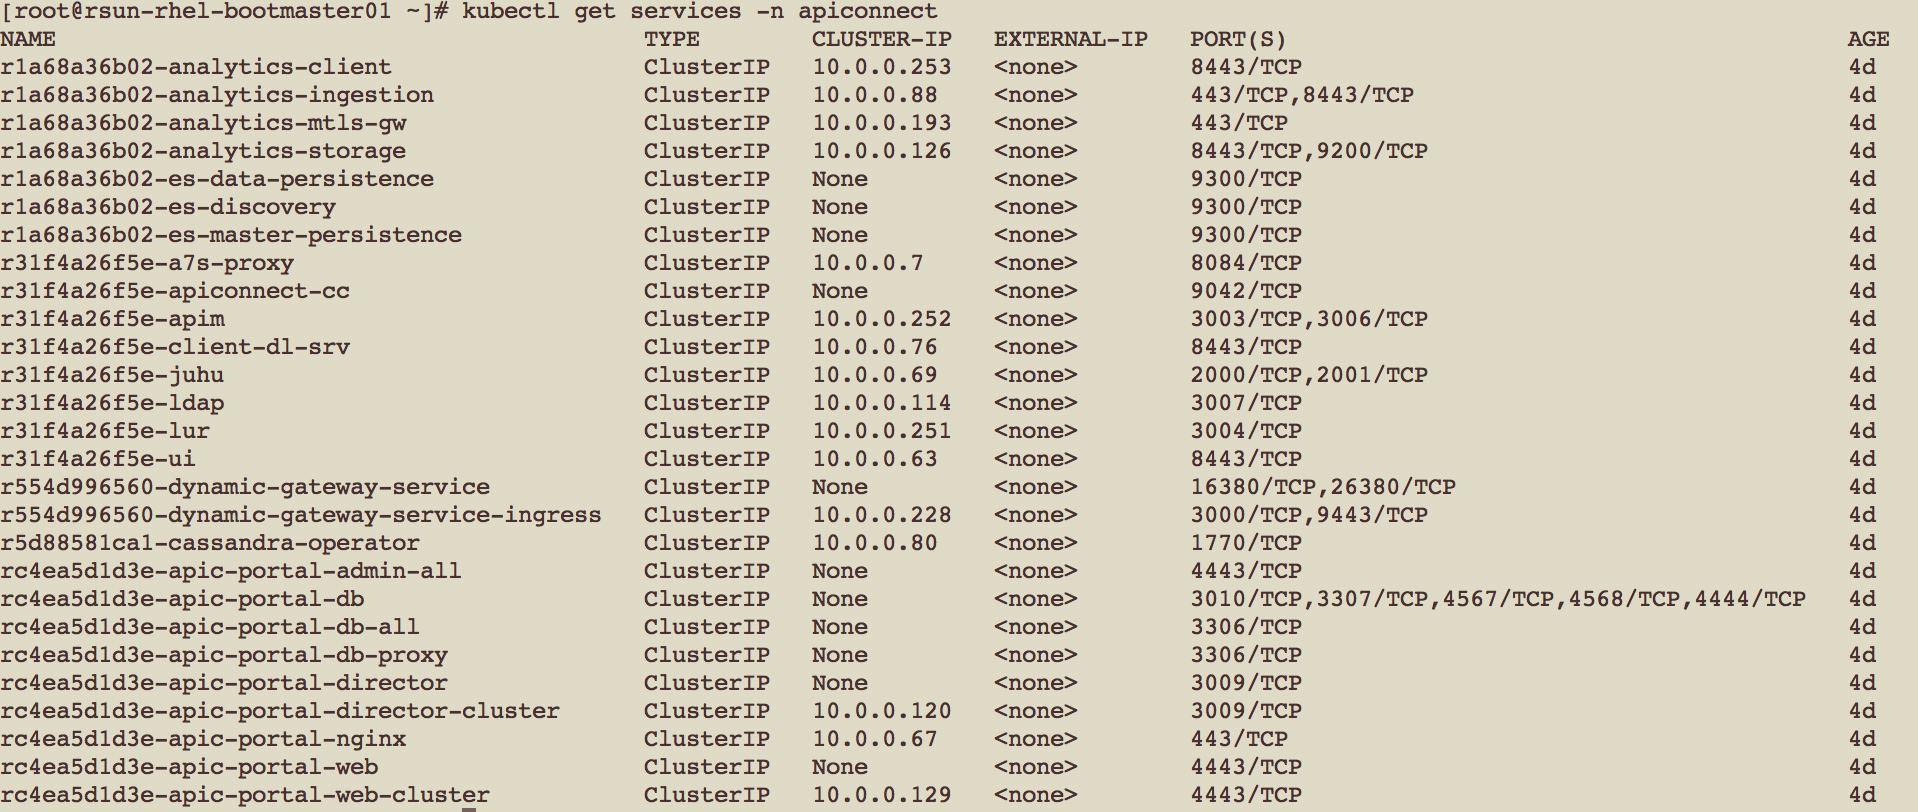 [root@rsun-rhel-bootmaster01 ~]# kubectl get services -n apiconnect
NAME TYPE CLUSTER-IP EXTERNAL-IP PORT(S) AGE
r1a68a36b02-analytics-client ClusterIP 10.0.0.253 <none> 8443/TCP 4d
r1a68a36b02-analytics-ingestion ClusterIP 10.0.0.88 <none> 443/TCP,8443/TCP 4d
r1a68a36b02-analytics-mtls-gw ClusterIP 10.0.0.193 <none> 443/TCP 4d
r1a68a36b02-analytics-storage ClusterIP 10.0.0.126 <none> 8443/TCP,9200/TCP 4d
r1a68a36b02-es-data-persistence ClusterIP None <none> 9300/TCP 4d
r1a68a36b02-es-discovery ClusterIP None <none> 9300/TCP 4d
r1a68a36b02-es-master-persistence ClusterIP None <none> 9300/TCP 4d
r31f4a26f5e-a7s-proxy ClusterIP 10.0.0.7 <none> 8084/TCP 4d
r31f4a26f5e-apiconnect-cc ClusterIP None <none> 9042/TCP 4d
r31f4a26f5e-apim ClusterIP 10.0.0.252 <none> 3003/TCP,3006/TCP 4d
r31f4a26f5e-client-dl-srv ClusterIP 10.0.0.76 <none> 8443/TCP 4d
r31f4a26f5e-juhu ClusterIP 10.0.0.69 <none> 2000/TCP,2001/TCP 4d
r31f4a26f5e-ldap ClusterIP 10.0.0.114 <none> 3007/TCP 4d
r31f4a26f5e-lur ClusterIP 10.0.0.251 <none> 3004/TCP 4d
r31f4a26f5e-ui ClusterIP 10.0.0.63 <none> 8443/TCP 4d
r554d996560-dynamic-gateway-service ClusterIP None <none> 16380/TCP,26380/TCP 4d
r554d996560-dynamic-gateway-service-ingress ClusterIP 10.0.0.228 <none> 3000/TCP,9443/TCP 4d
r5d88581ca1-cassandra-operator ClusterIP 10.0.0.80 <none> 1770/TCP 4d
rc4ea5d1d3e-apic-portal-admin-all ClusterIP None <none> 4443/TCP 4d
rc4ea5d1d3e-apic-portal-db ClusterIP None <none> 3010/TCP,3307/TCP,4567/TCP,4568/TCP,4444/TCP 4d
rc4ea5d1d3e-apic-portal-db-all ClusterIP None <none> 3306/TCP 4d
rc4ea5d1d3e-apic-portal-db-proxy ClusterIP None <none> 3306/TCP 4d
rc4ea5d1d3e-apic-portal-director ClusterIP None <none> 3009/TCP 4d
rc4ea5d1d3e-apic-portal-director-cluster ClusterIP 10.0.0.120 <none> 3009/TCP 4d
rc4ea5d1d3e-apic-portal-nginx ClusterIP 10.0.0.67 <none> 443/TCP 4d
rc4ea5d1d3e-apic-portal-web ClusterIP None <none> 4443/TCP 4d
rc4ea5d1d3e-apic-portal-web-cluster ClusterIP 10.0.0.129 <none> 4443/TCP 4d